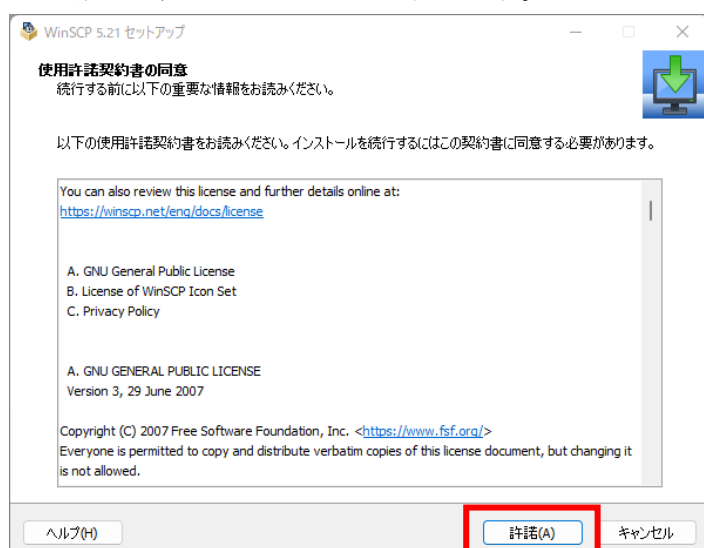 WinSCP 5.21 セットアップ
使用許諾契約書の同意
続行する前に以下の重要な情報をお読みください。
以下の使用許諾契約書をお読みください。インストールを続行するにはこの契約書に同意する必要があります。
You can also review this license and further details online at:
https://winscp.net/eng/docs/license
A. GNU General Public License
B. License of WinSCP Icon Set
C. Privacy Policy
A. GNU GENERAL PUBLIC LICENSE
Version 3, 29 June 2007
Copyright (C) 2007 Free Software Foundation, Inc. <https://www.fsf.org/>
Everyone is permitted to copy and distribute verbatim copies of this license document, but changing it
is not allowed.
ヘルプ(H)
許諾(A)
キャンセル